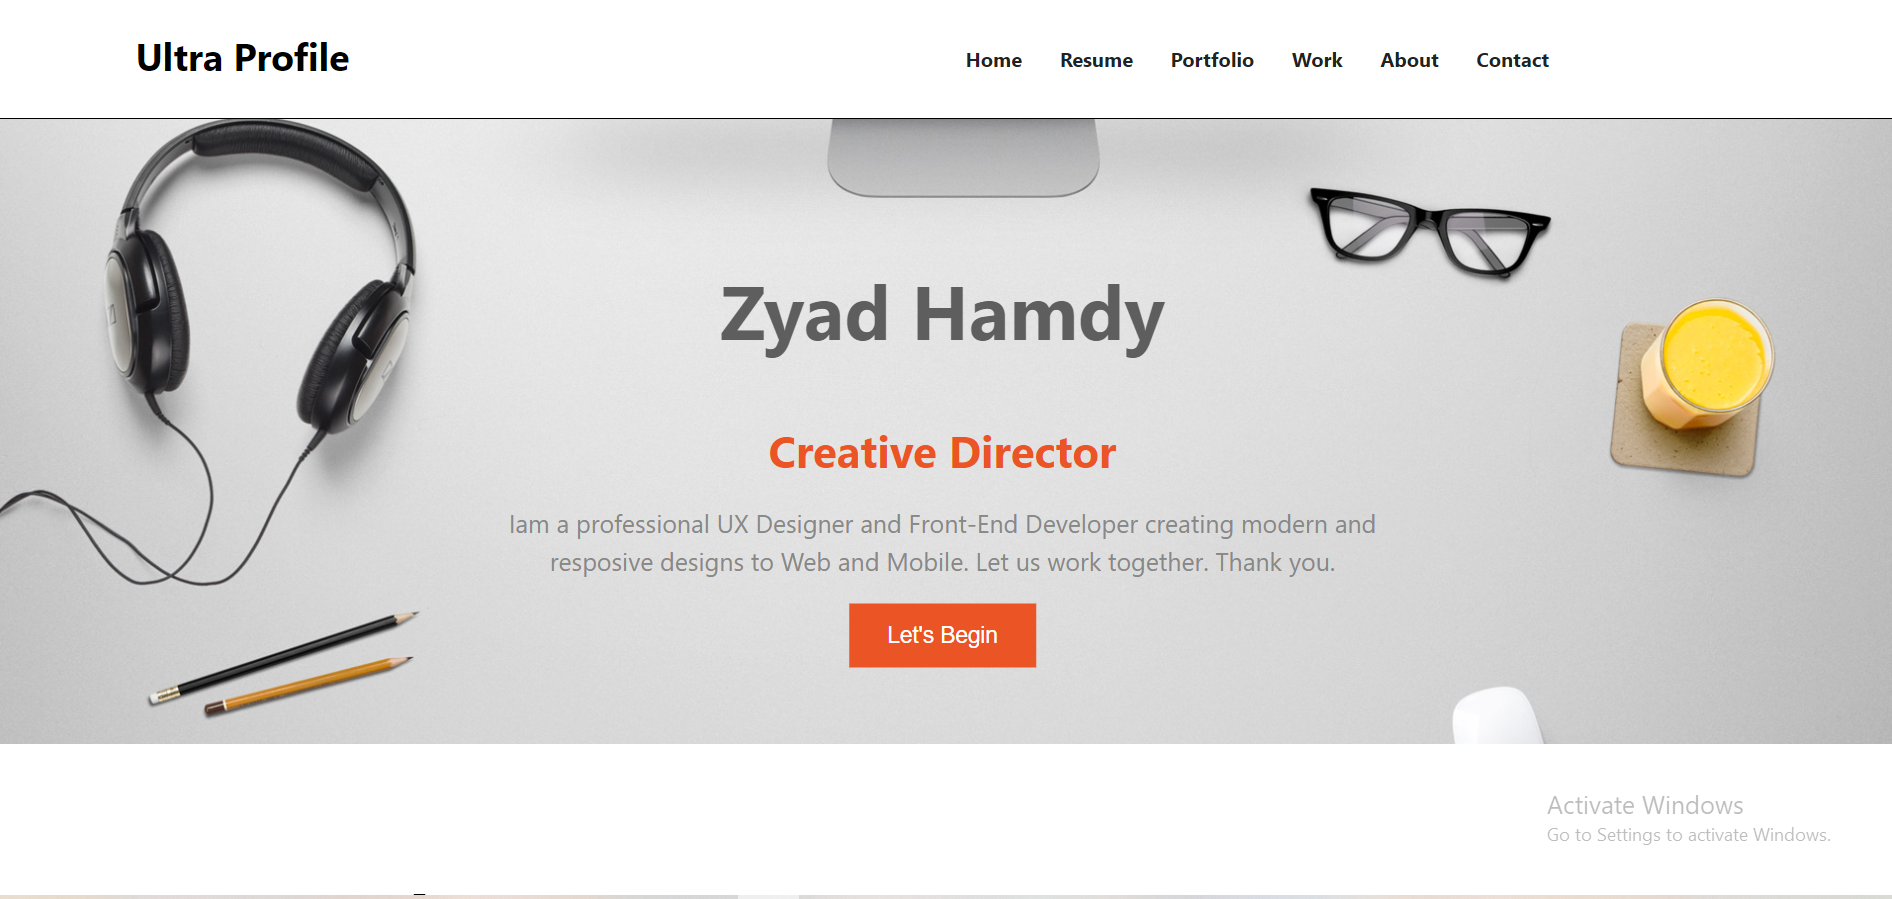 Ultra Profile
Home Resume Portfolio Work About Contact
Zyad Hamdy
Creative Director
Iam a professional UX Designer and Front-End Developer creating modern and
resposive designs to Web and Mobile. Let us work together. Thank you.
Let's Begin
Activate Windows
Go to Settings to activate Windows.